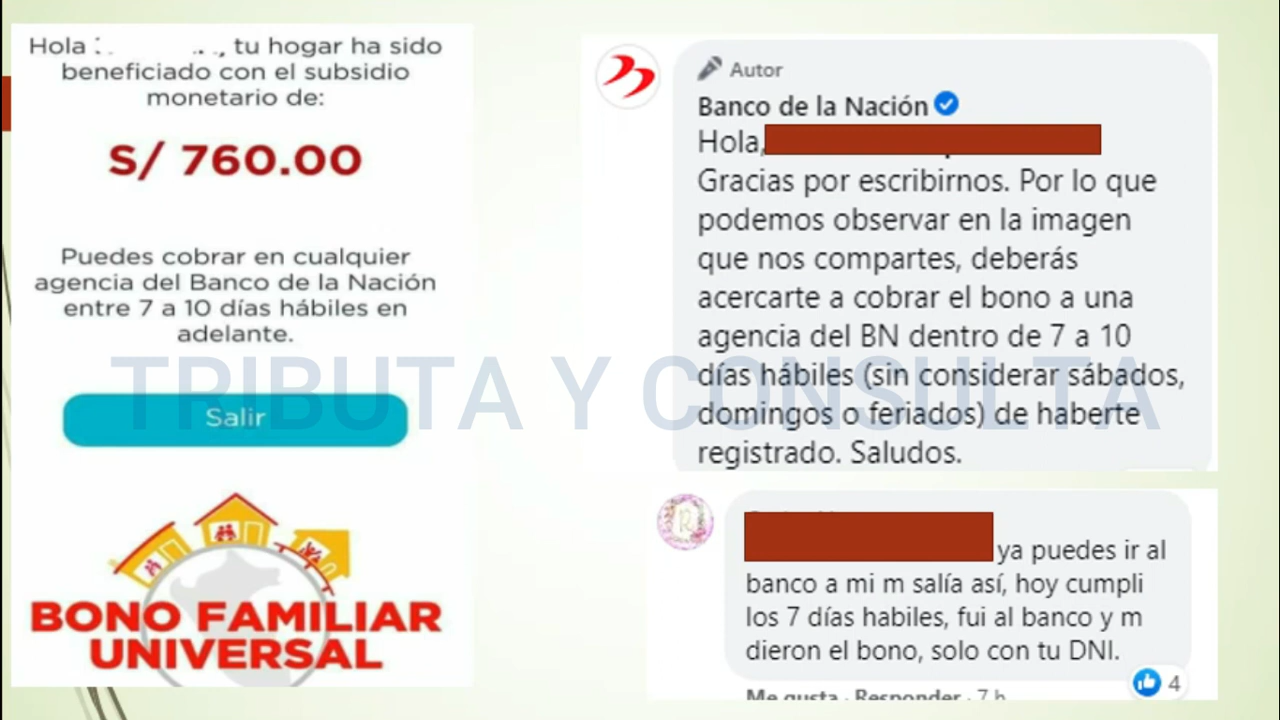 Hola
, tu hogar ha sido
beneficiado con el subsidio
monetario de:
S/ 760.00
Puedes cobrar en cualquier
agencia del Banco de la Nación
entre 7 a 10 días hábiles en
adelante.
Salir
BONO FAMILIAR
UNIVERSAL
Autor
Banco de la Nación
Hola,
Gracias por escribirnos. Por lo que
podemos observar en la imagen
que nos compartes, deberás
acercarte a cobrar el bono a una
agencia del BN dentro de 7 a 10
días hábiles (sin considerar sábados,
domingos o feriados) de haberte
registrado. Saludos.
ya puedes ir al
banco a mi m salía así, hoy cumpli
los 7 días habiles, fui al banco y m
dieron el bono, solo con tu DNI.
4
Me gusta · Responder · 7 h
TRIBUTA Y CONSULTA